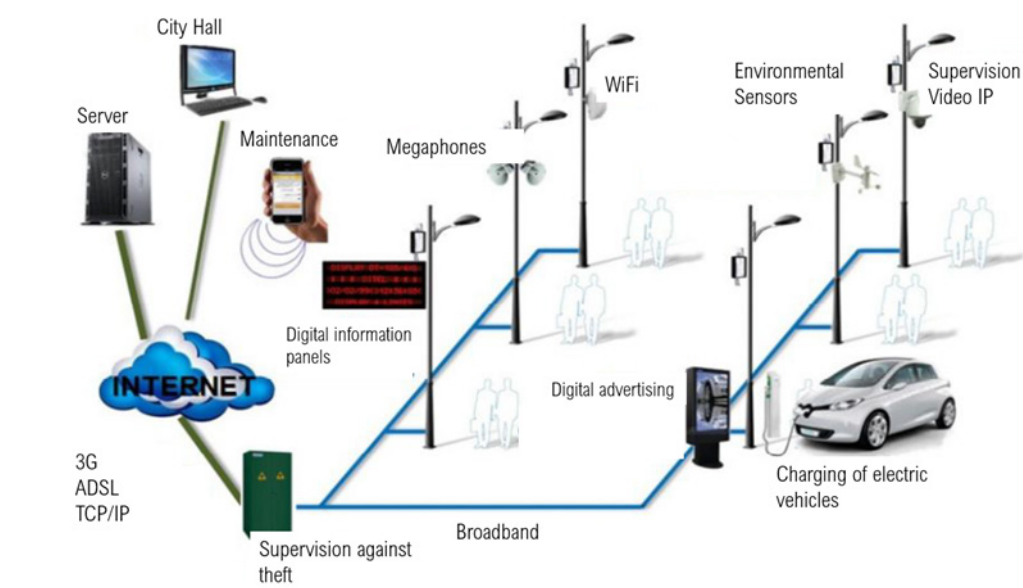 City Hall
Server
Maintenance
Megaphones
WiFi
Environmental
Sensors
Supervision
Video IP
Digital information
panels
INTERNET
Digital advertising
3G
ADSL
TCP/IP
Charging of electric
vehicles
Broadband
Supervision against
theft